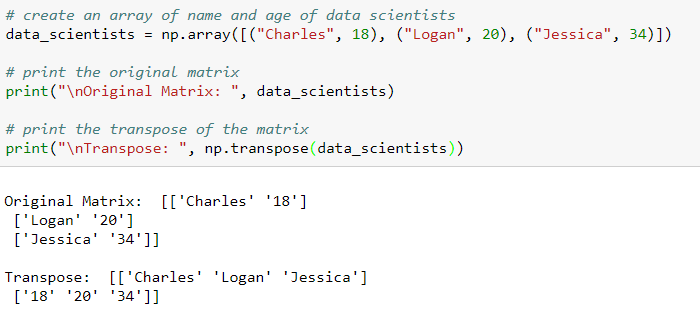 # create an array of name and age of data scientists
data_scientists = np.array([("Charles", 18), ("Logan", 20), ("Jessica", 34)])
# print the original matrix
print("\nOriginal Matrix: ", data_scientists)
# print the transpose of the matrix
print("\nTranspose: ", np.transpose(data_scientists))
Original Matrix:  [['Charles' '18']
 ['Logan' '20']
 ['Jessica' '34']]
Transpose:  [['Charles' 'Logan' 'Jessica']
 ['18' '20' '34']]